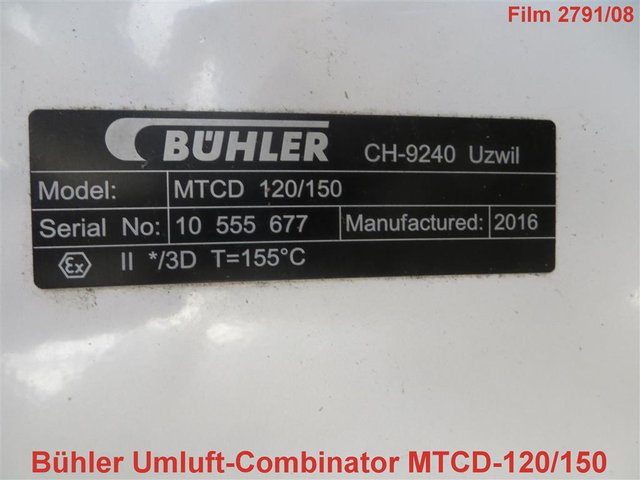 Film 2791/08
BÜHLER CH-9240 Uzwil
Model: MTCD 120/150
Serial No: 10 555 677 Manufactured: 2016
Ex II */3D T=155°C
Bühler Umluft-Combinator MTCD-120/150